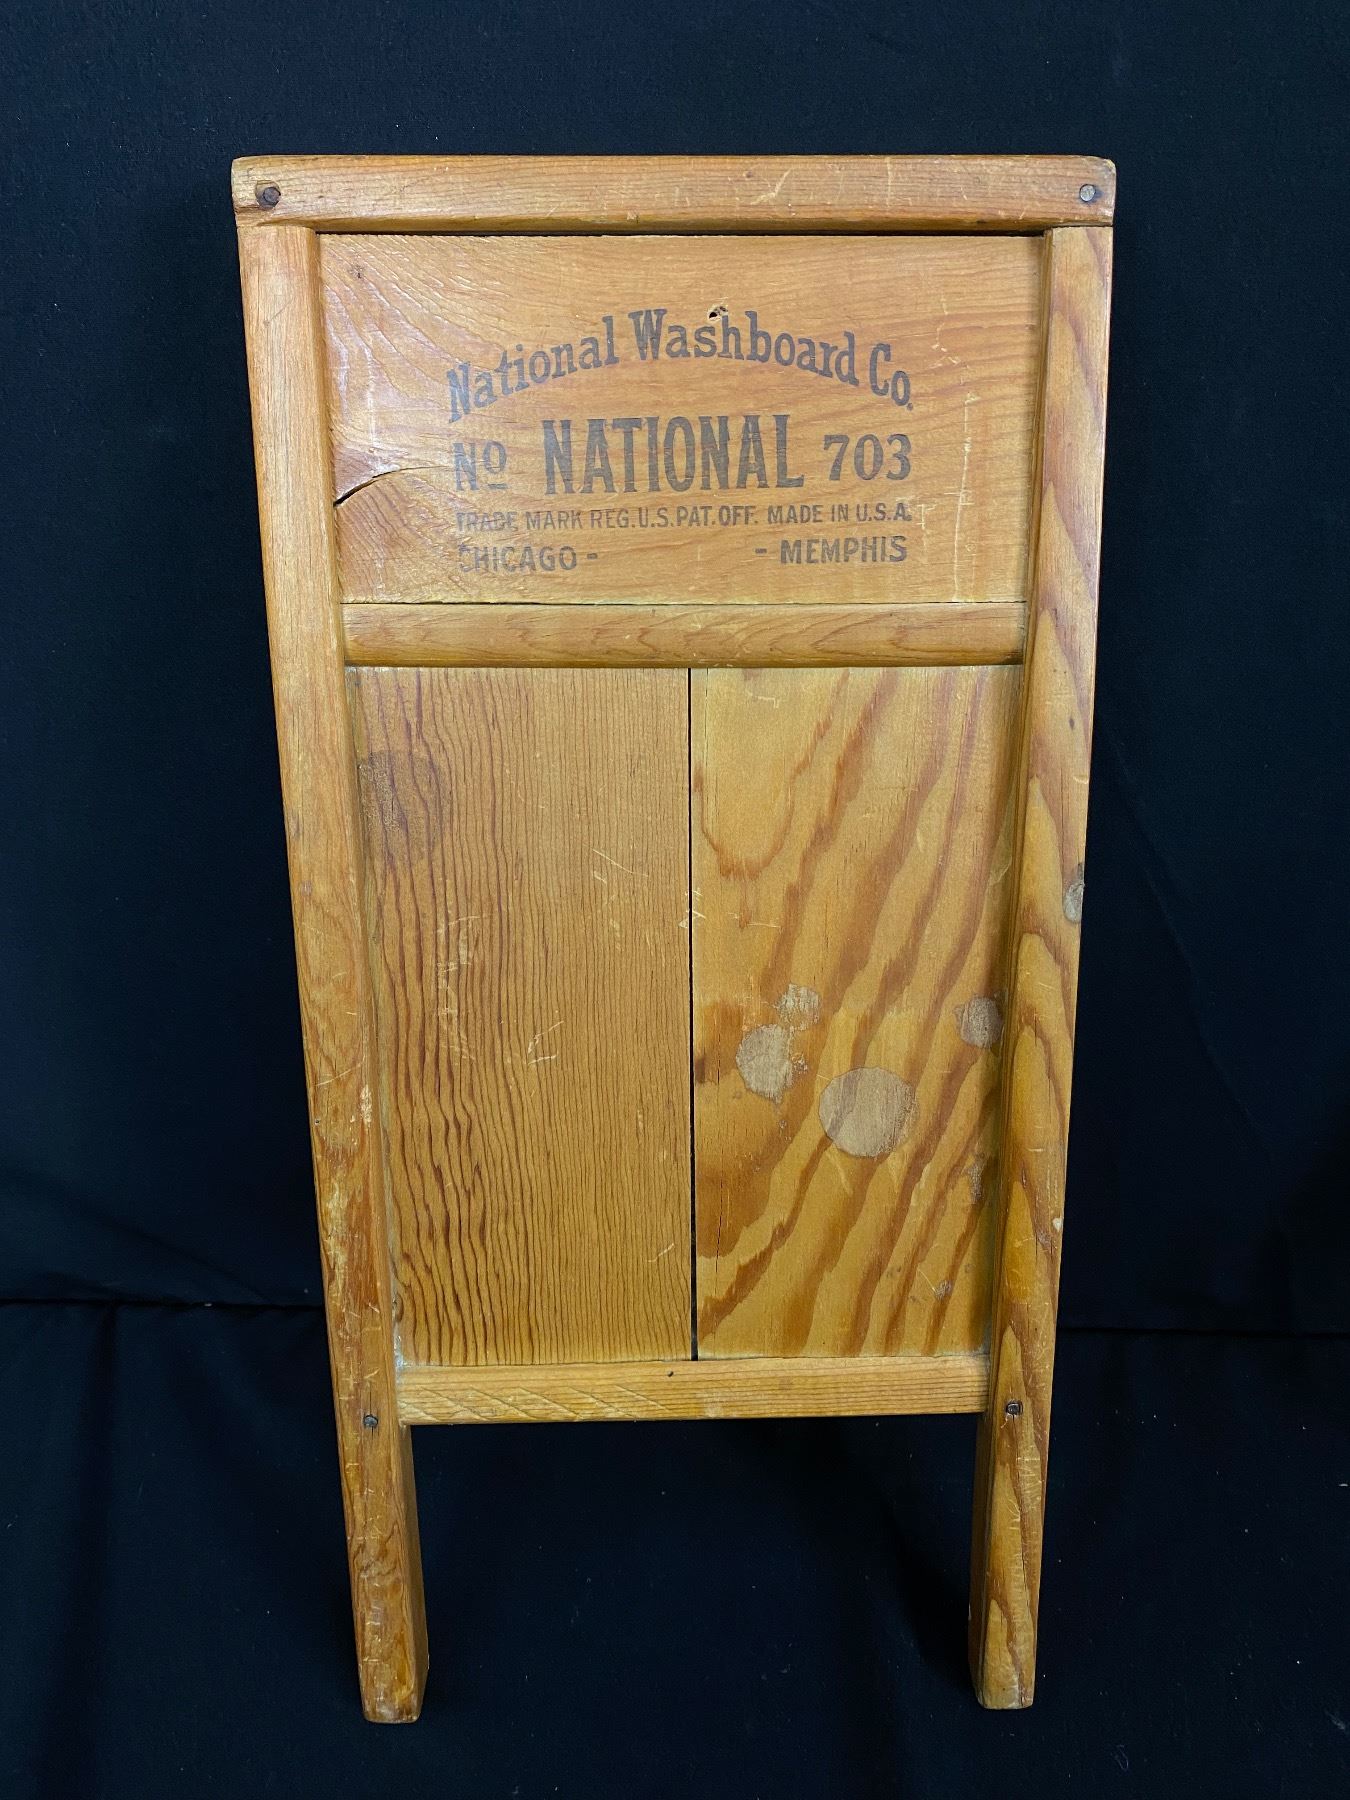 National Washboard Co.
No NATIONAL 703
TRADE MARK REG. U.S. PAT. OFF. MADE IN U.S.A.
CHICAGO - - MEMPHIS